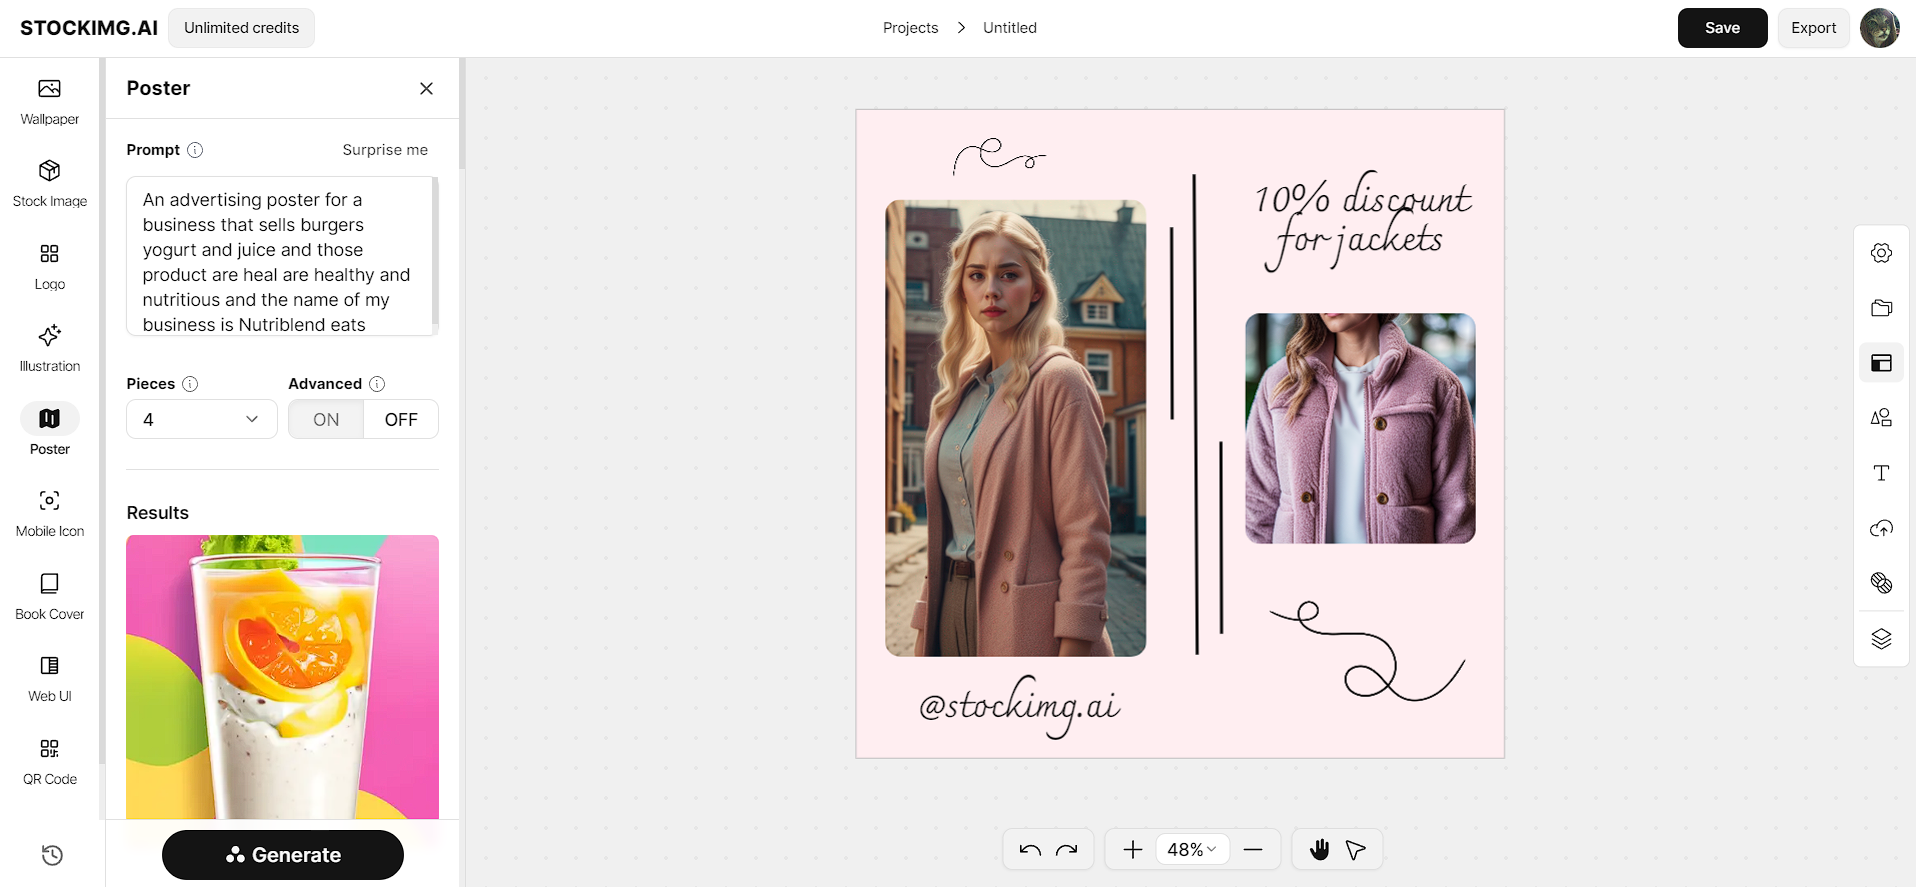 STOCKIMG.AI
Unlimited credits
Projects > Untitled
Save
Export
Wallpaper
Stock Image
Logo
Illustration
Poster
Mobile Icon
Book Cover
Web UI
QR Code
Poster
Prompt
Surprise me
An advertising poster for a
business that sells burgers
yogurt and juice and those
product are heal are healthy and
nutritious and the name of my
business is Nutriblend eats
Pieces
Advanced
4
ON
OFF
Results
Generate
10% discount
for jackets
@stockimg.ai
48%